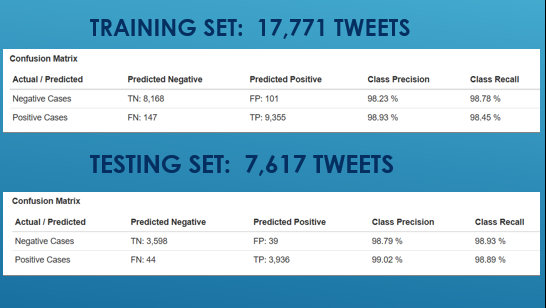 TRAINING SET: 17,771 TWEETS
Confusion Matrix
Actual / Predicted Predicted Negative Predicted Positive Class Precision Class Recall
Negative Cases TN: 8,168 FP: 101 98.23 % 98.78 %
Positive Cases FN: 147 TP: 9,355 98.93 % 98.45 %
TESTING SET: 7,617 TWEETS
Confusion Matrix
Actual / Predicted Predicted Negative Predicted Positive Class Precision Class Recall
Negative Cases TN: 3,598 FP: 39 98.79 % 98.93 %
Positive Cases FN: 44 TP: 3,936 99.02 % 98.89 %